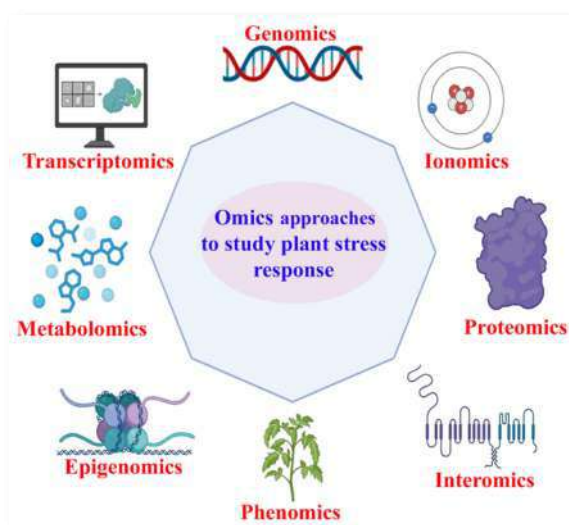 Genomics
Transcriptomics
Ionomics
Omics approaches
to study plant stress
response
Metabolomics
Proteomics
Epigenomics
Phenomics
Interomics